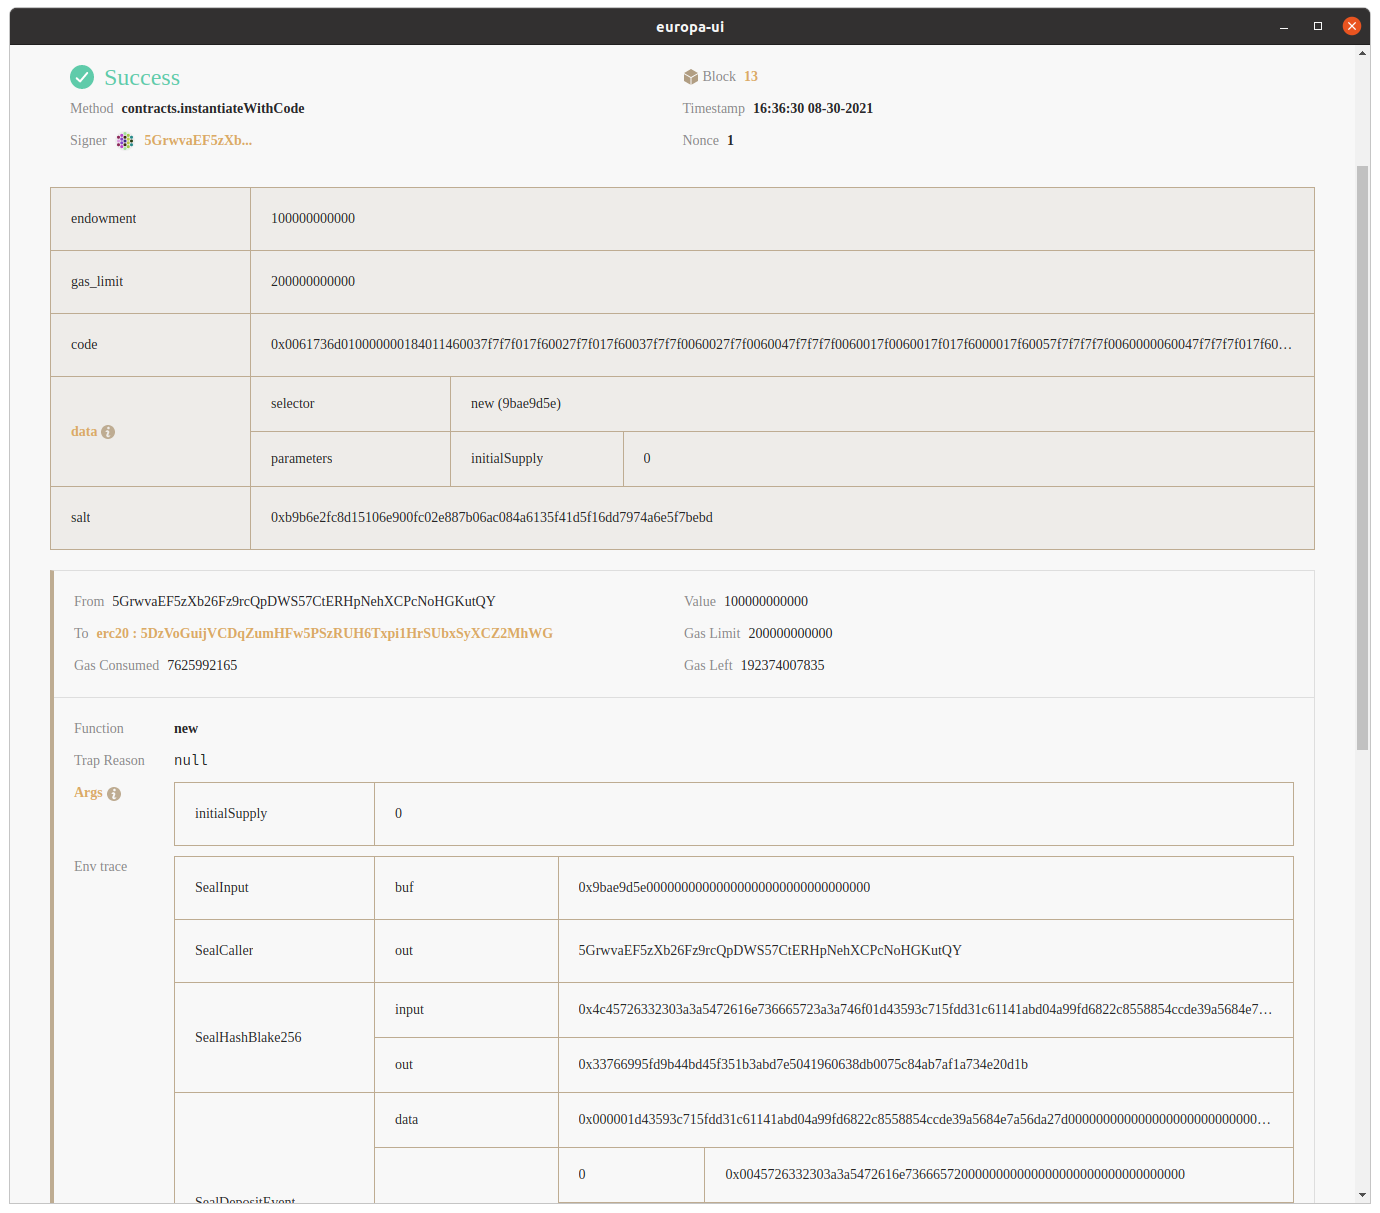 europa-ui
Success
Block 13
Method contracts.instantiateWithCode
Timestamp 16:36:30 08-30-2021
Signer 5GrwvaEF5zXb...
Nonce 1
endowment 100000000000
gas_limit 200000000000
code 0x0061736d010000000184011460037f7f7f017f60027f7f017f60037f7f7f0060027f7f0060047f7f7f7f0060017f0060017f017f6000017f60057f7f7f7f7f0060000060047f7f7f7f017f60…
data
selector new (9bae9d5e)
parameters initialSupply 0
salt 0xb9b6e2fc8d15106e900fc02e887b06ac084a6135f41d5f16dd7974a6e5f7bebd
From 5GrwvaEF5zXb26Fz9rcQpDWS57CtERHpNehXCPcNoHGKutQY
Value 100000000000
To erc20 : 5DzVoGuijVCDqZumHFw5PSzRUH6Txpi1HrSUbxSyXCZ2MhWG
Gas Limit 200000000000
Gas Consumed 7625992165
Gas Left 192374007835
Function new
Trap Reason null
Args
initialSupply 0
Env trace
SealInput buf 0x9bae9d5e00000000000000000000000000000000
SealCaller out 5GrwvaEF5zXb26Fz9rcQpDWS57CtERHpNehXCPcNoHGKutQY
SealHashBlake256
input 0x4c45726332303a3a5472616e736665723a3a746f01d43593c715fdd31c61141abd04a99fd6822c8558854ccde39a5684e7…
out 0x33766995fd9b44bd45f351b3abd7e5041960638db0075c84ab7af1a734e20d1b
data 0x000001d43593c715fdd31c61141abd04a99fd6822c8558854ccde39a5684e7a56da27d000000000000000000000000000…
0 0x0045726332303a3a5472616e7366657200000000000000000000000000000000
SealDepositEvent